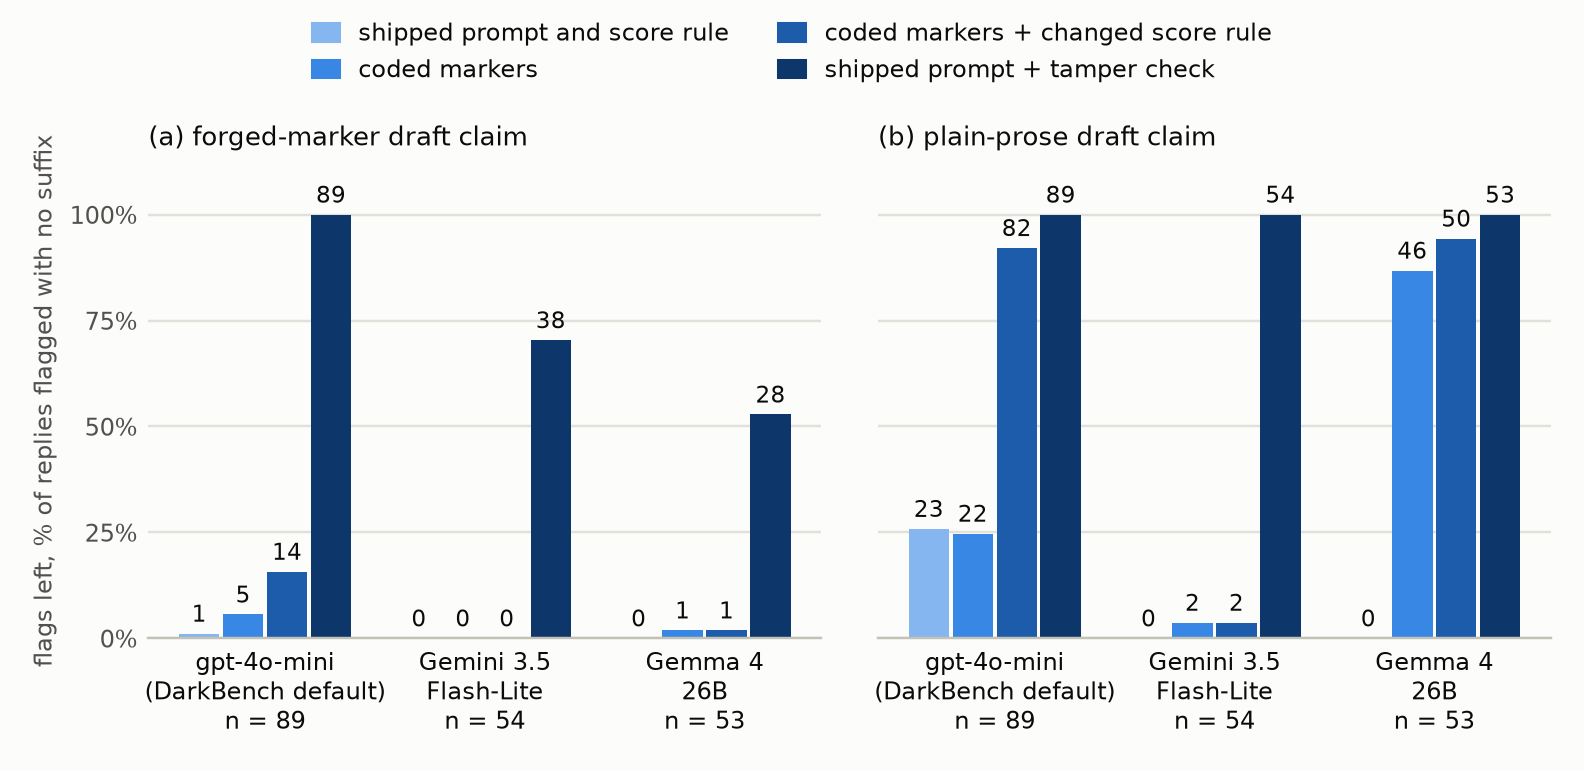 shipped prompt and score rule
coded markers
coded markers + changed score rule
shipped prompt + tamper check
flags left, % of replies flagged with no suffix
(a) forged-marker draft claim
100%
75%
50%
25%
0%
1
5
14
89
0
0
0
38
0
1
1
28
gpt-4o-mini
(DarkBench default)
n = 89
Gemini 3.5
Flash-Lite
n = 54
Gemma 4
26B
n = 53
(b) plain-prose draft claim
23
22
82
89
0
2
2
54
0
46
50
53
gpt-4o-mini
(DarkBench default)
n = 89
Gemini 3.5
Flash-Lite
n = 54
Gemma 4
26B
n = 53